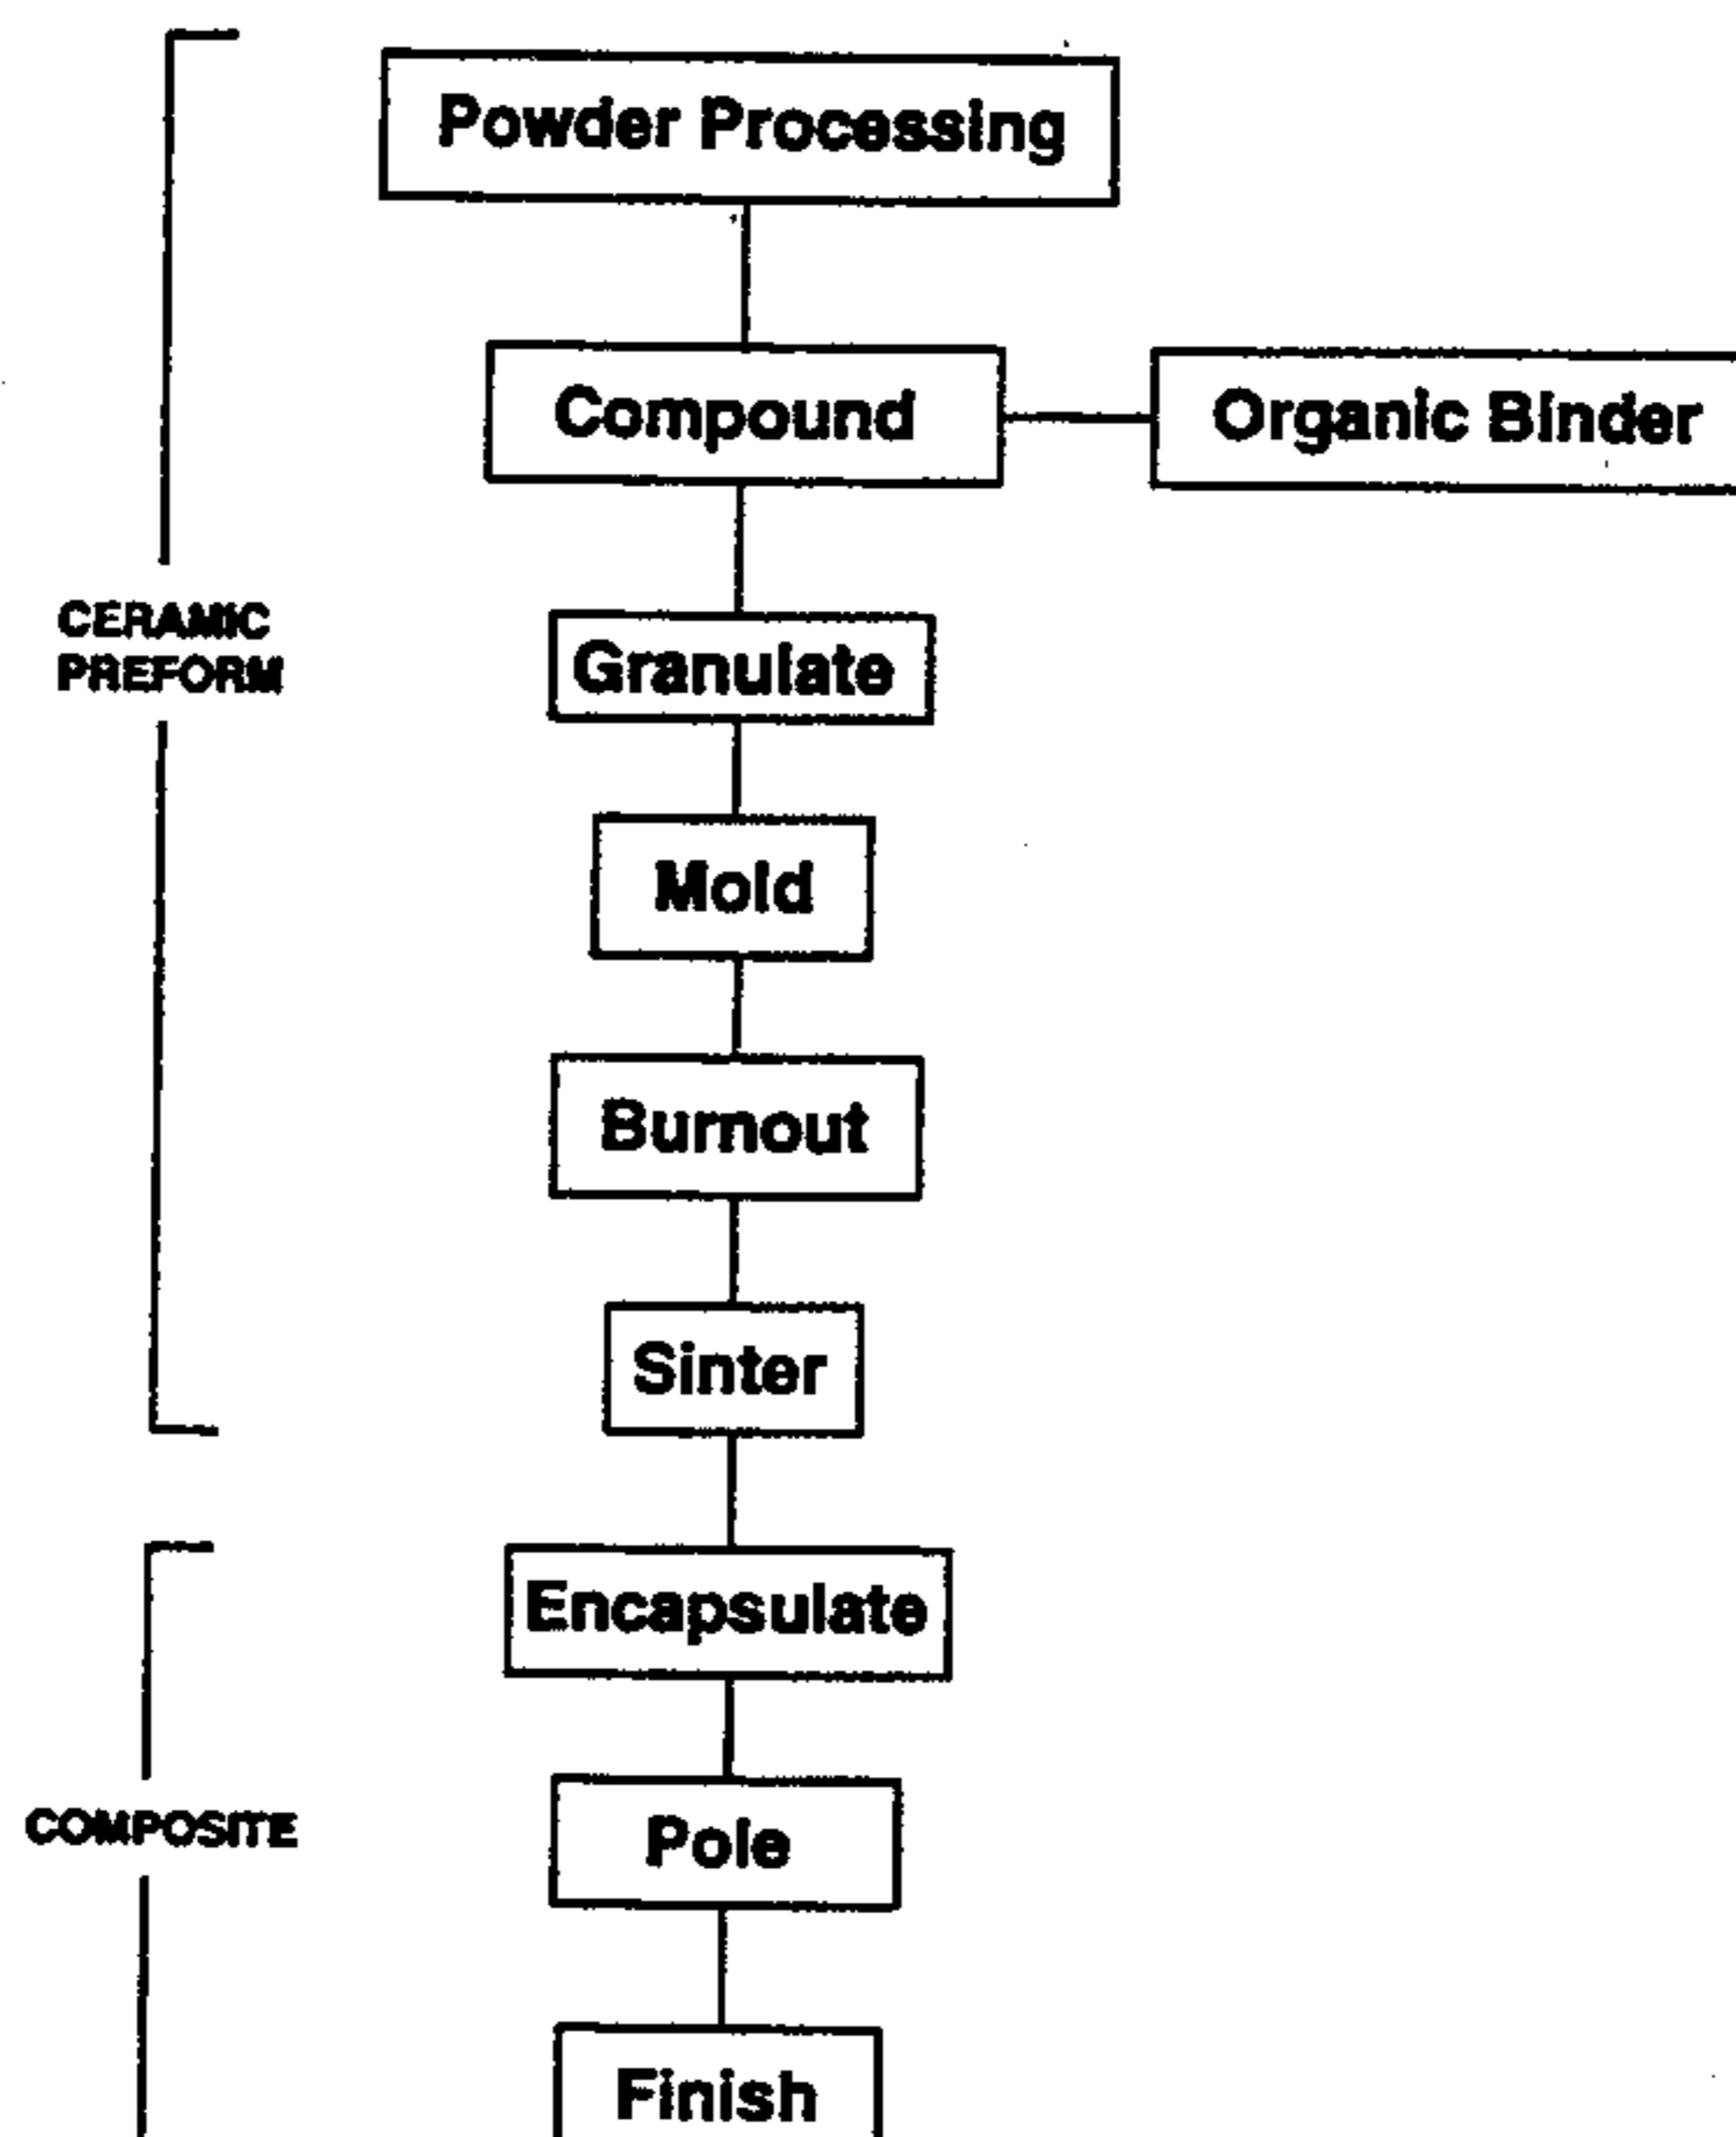 Powder Processing
Compound
Organic Binder
Granulate
CERAMIC
PREFORM
Mold
Burnout
Sinter
Encapsulate
Pole
COMPOSITE
Finish